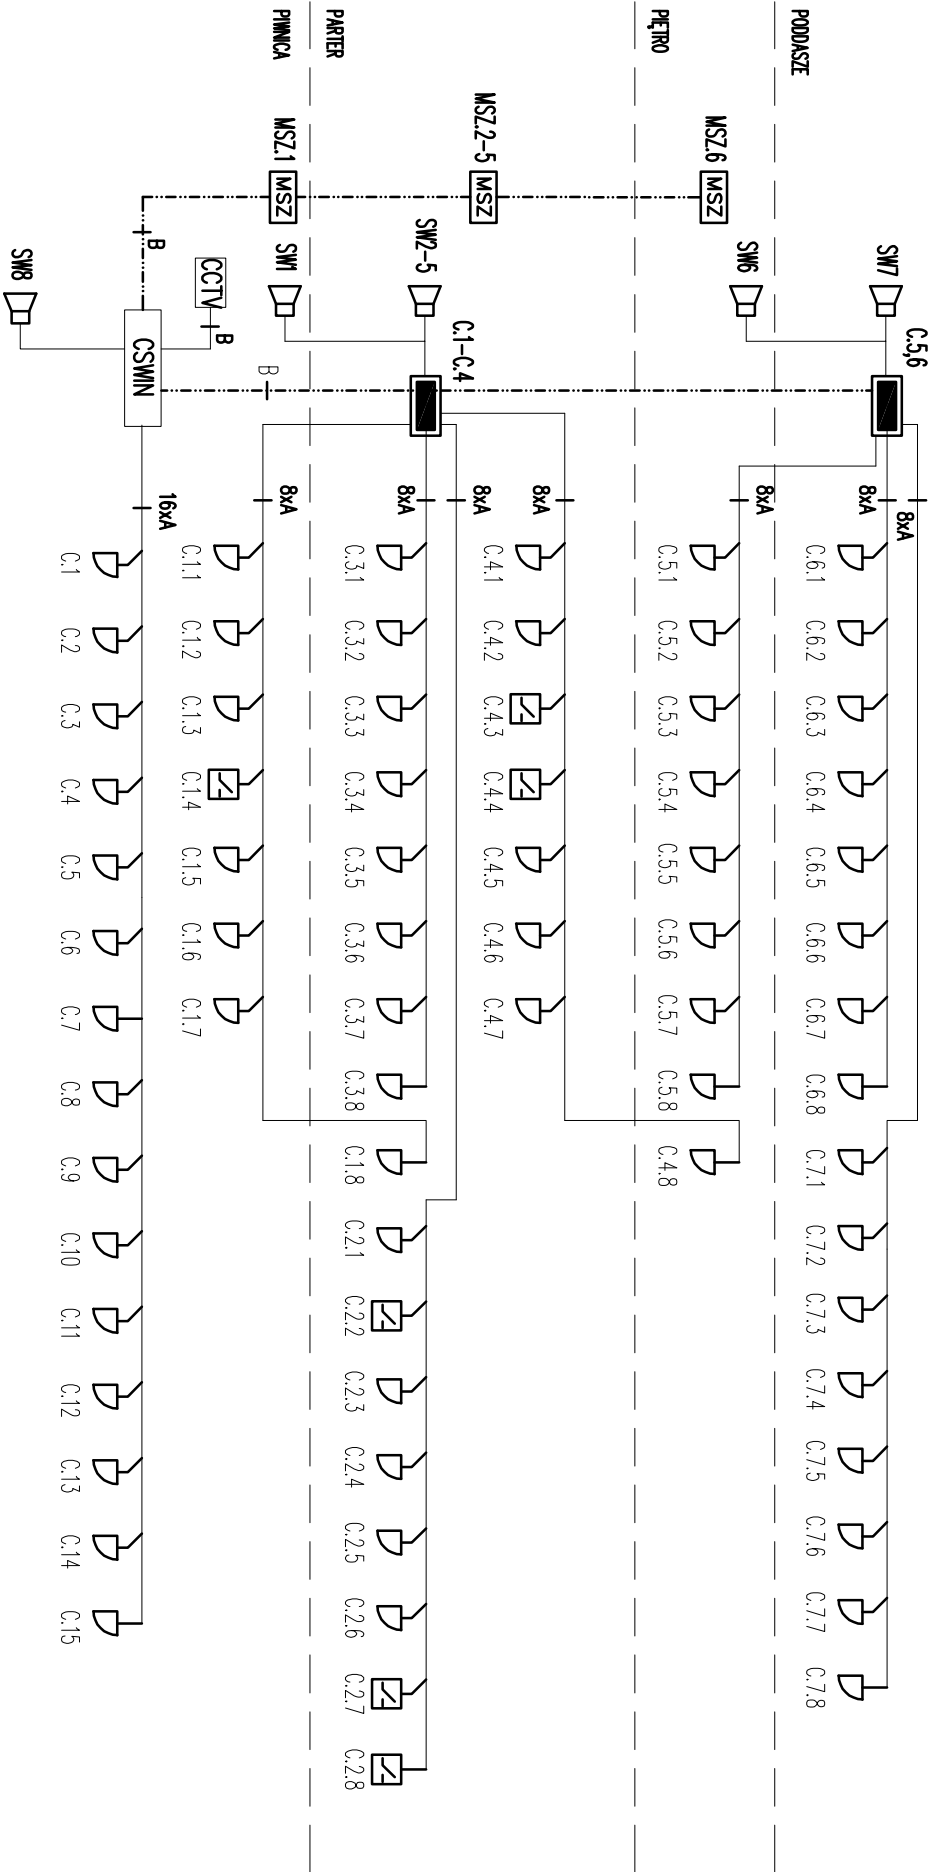 PODDASZE
SW7
C.5,6
8xA
8xA
C.6.1
C.6.2
C.6.3
C.6.4
C.6.5
C.6.6
C.6.7
C.6.8
C.7.1
C.7.2
C.7.3
C.7.4
C.7.5
C.7.6
C.7.7
C.7.8
PIĘTRO
MSZ.6
MSZ
SW6
8xA
C.5.1
C.5.2
C.5.3
C.5.4
C.5.5
C.5.6
C.5.7
C.5.8
C.4.8
PARTER
MSZ.2-5
MSZ
SW2-5
C.1-C.4
8xA
C.4.1
C.4.2
C.4.3
C.4.4
C.4.5
C.4.6
C.4.7
8xA
8xA
C.3.1
C.3.2
C.3.3
C.3.4
C.3.5
C.3.6
C.3.7
C.3.8
C.1.8
C.2.1
C.2.2
C.2.3
C.2.4
C.2.5
C.2.6
C.2.7
C.2.8
PIWNICA
MSZ.1
MSZ
SW1
B
8xA
C.1.1
C.1.2
C.1.3
C.1.4
C.1.5
C.1.6
C.1.7
CCTV
B
B
CSWIN
16xA
C.1
C.2
C.3
C.4
C.5
C.6
C.7
C.8
C.9
C.10
C.11
C.12
C.13
C.14
C.15
SW8